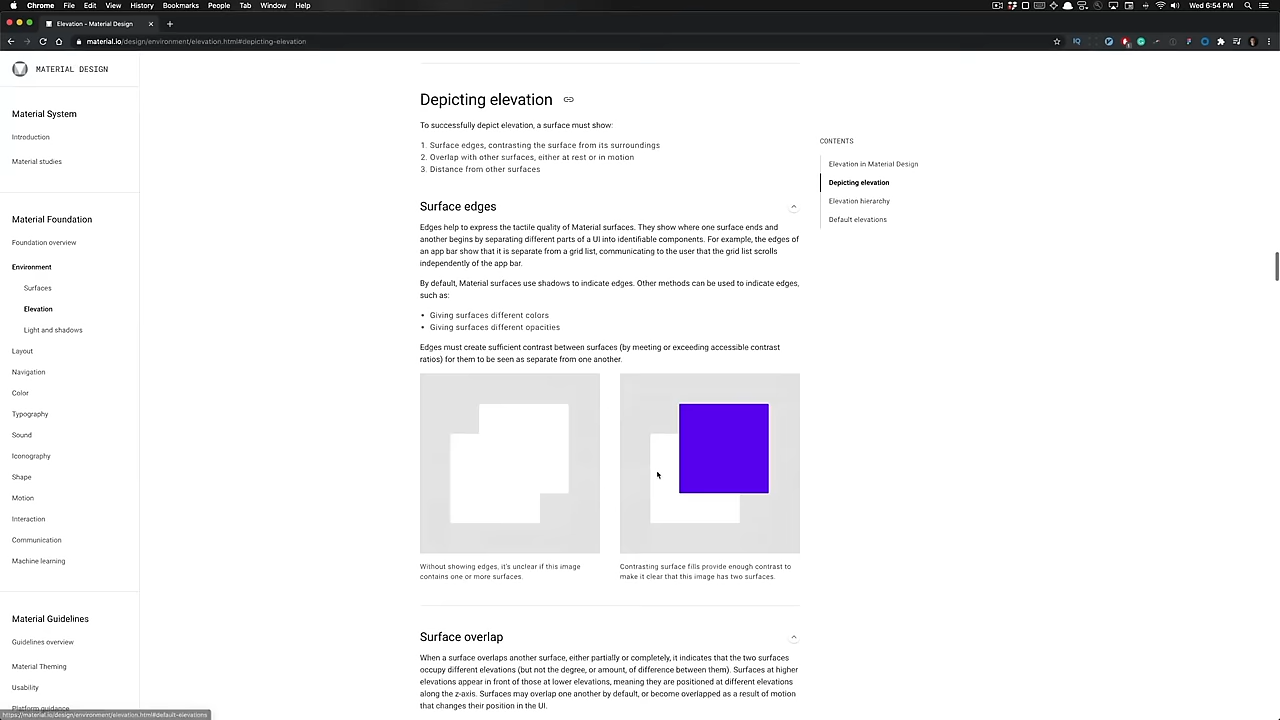 Chrome File Edit View History Bookmarks People Tab Window Help
Wed 6:54 PM
Elevation - Material Design
material.io/design/environment/elevation.html#depicting-elevation
MATERIAL DESIGN
Material System
Introduction
Material studies
Material Foundation
Foundation overview
Environment
Surfaces
Elevation
Light and shadows
Layout
Navigation
Color
Typography
Sound
Iconography
Shape
Motion
Interaction
Communication
Machine learning
Material Guidelines
Guidelines overview
Material Theming
Usability
Platform guidance
https://material.io/design/environment/elevation.html#default-elevations
Depicting elevation
To successfully depict elevation, a surface must show:
1. Surface edges, contrasting the surface from its surroundings
2. Overlap with other surfaces, either at rest or in motion
3. Distance from other surfaces
Surface edges
Edges help to express the tactile quality of Material surfaces. They show where one surface ends and
another begins by separating different parts of a UI into identifiable components. For example, the edges of
an app bar show that it is separate from a grid list, communicating to the user that the grid list scrolls
independently of the app bar.
By default, Material surfaces use shadows to indicate edges. Other methods can be used to indicate edges,
such as:
• Giving surfaces different colors
• Giving surfaces different opacities
Edges must create sufficient contrast between surfaces (by meeting or exceeding accessible contrast
ratios) for them to be seen as separate from one another.
Without showing edges, it's unclear if this image
contains one or more surfaces.
Contrasting surface fills provide enough contrast to
make it clear that this image has two surfaces.
Surface overlap
When a surface overlaps another surface, either partially or completely, it indicates that the two surfaces
occupy different elevations (but not the degree, or amount, of difference between them). Surfaces at higher
elevations appear in front of those at lower elevations, meaning they are positioned at different elevations
along the z-axis. Surfaces may overlap one another by default, or become overlapped as a result of motion
that changes their position in the UI.
CONTENTS
Elevation in Material Design
Depicting elevation
Elevation hierarchy
Default elevations